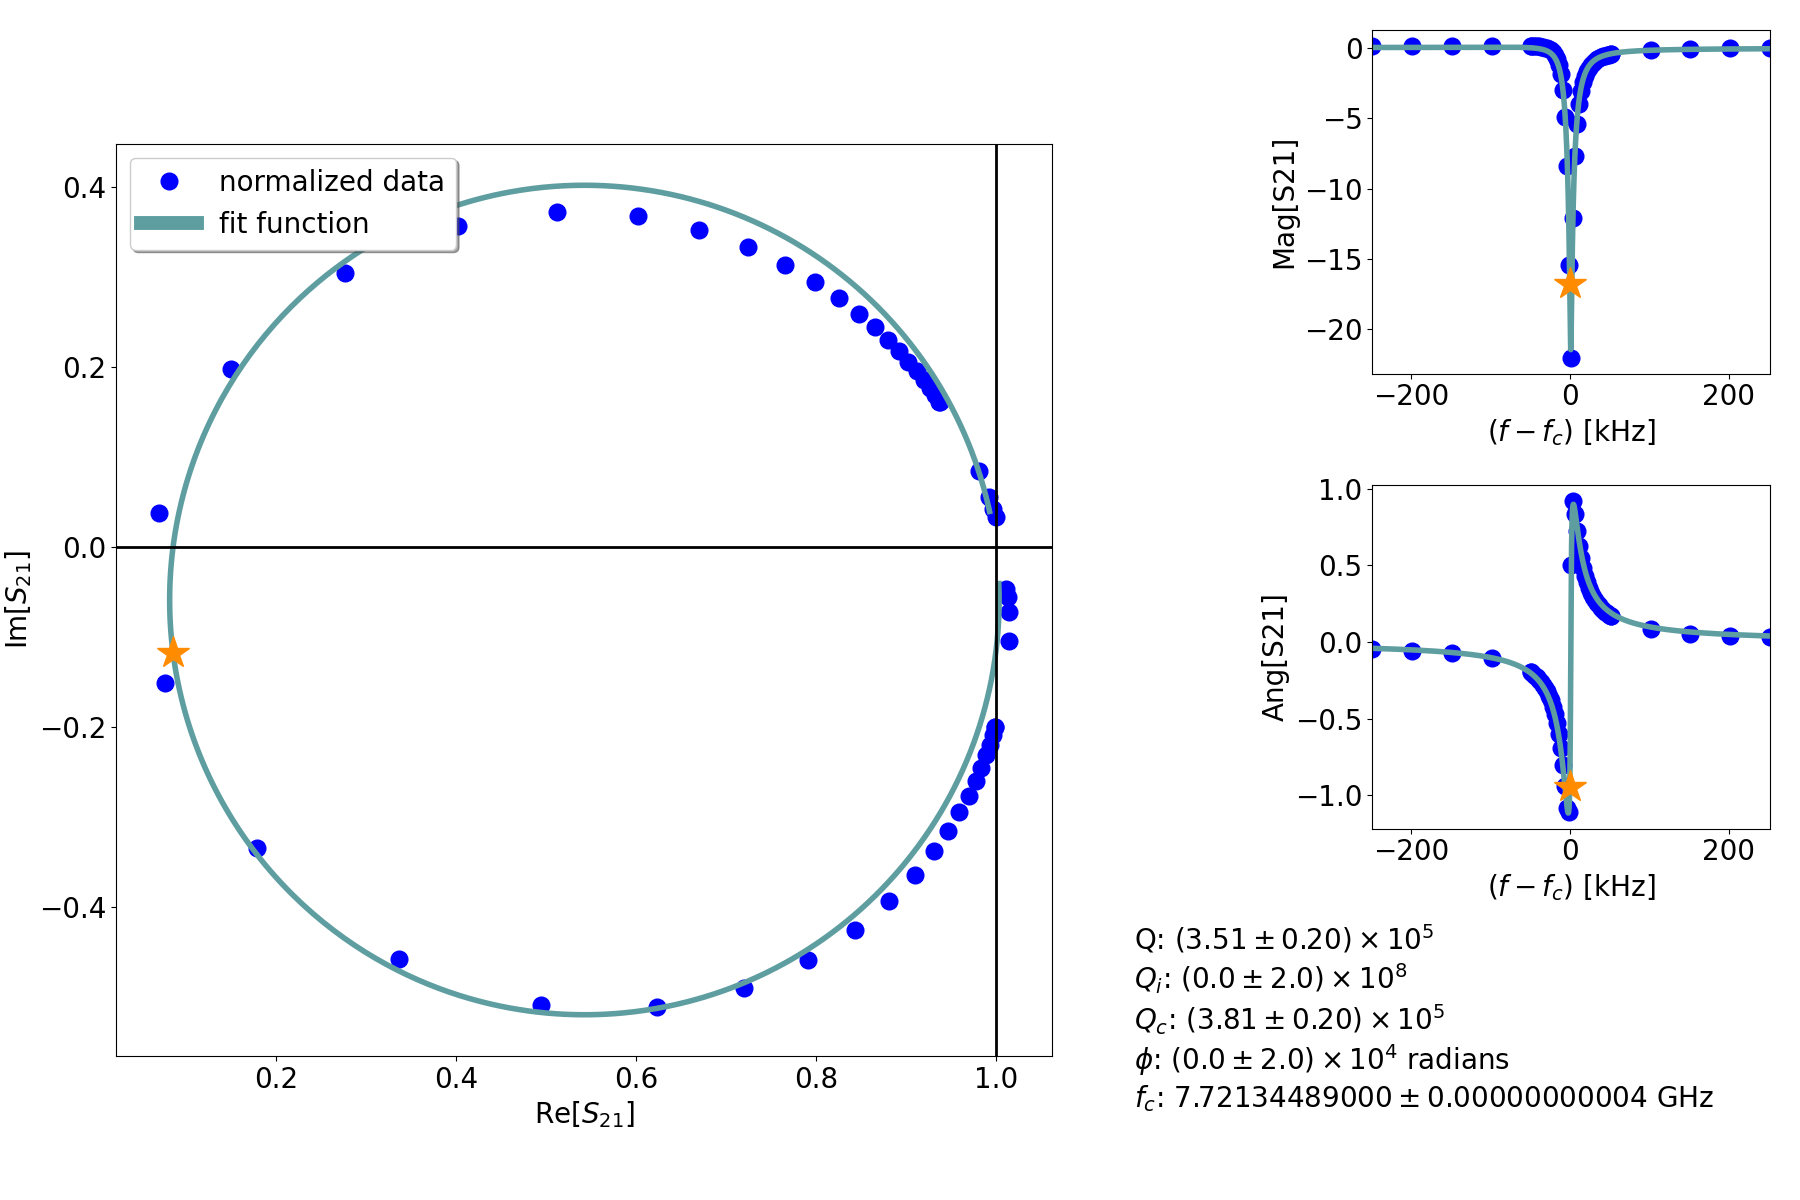 normalized data
fit function
0.4
0.2
0.0
−0.2
−0.4
Im[S21]
0.2 0.4 0.6 0.8 1.0
Re[S21]
0
−5
−10
−15
−20
Mag[S21]
−200 0 200
(f − fc) [kHz]
1.0
0.5
0.0
−0.5
−1.0
Ang[S21]
−200 0 200
(f − fc) [kHz]
Q: (3.51 ± 0.20) × 10^5
Qi: (0.0 ± 2.0) × 10^8
Qc: (3.81 ± 0.20) × 10^5
ϕ: (0.0 ± 2.0) × 10^4 radians
fc: 7.72134489000 ± 0.00000000004 GHz